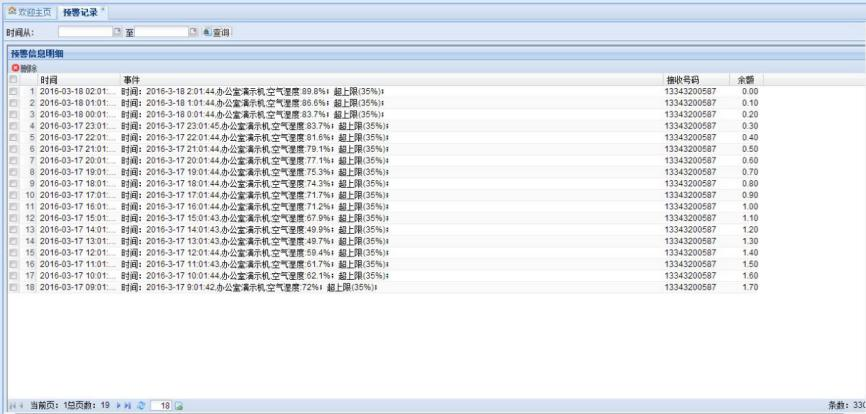 欢迎主页 预警记录
时间从: 至 查询
预警信息明细
删除
时间 事件 接收号码 余额
1 2016-03-18 02:01:... 时间：2016-3-18 2:01:44,办公室演示机,空气湿度:89.8%；超上限(35%)； 13343200587 0.00
2 2016-03-18 01:01:... 时间：2016-3-18 1:01:44,办公室演示机,空气湿度:86.6%；超上限(35%)； 13343200587 0.10
3 2016-03-18 00:01:... 时间：2016-3-18 0:01:44,办公室演示机,空气湿度:83.7%；超上限(35%)； 13343200587 0.20
4 2016-03-17 23:01:... 时间：2016-3-17 23:01:45,办公室演示机,空气湿度:83.7%；超上限(35%)； 13343200587 0.30
5 2016-03-17 22:01:... 时间：2016-3-17 22:01:44,办公室演示机,空气湿度:81.6%；超上限(35%)； 13343200587 0.40
6 2016-03-17 21:01:... 时间：2016-3-17 21:01:44,办公室演示机,空气湿度:79.1%；超上限(35%)； 13343200587 0.50
7 2016-03-17 20:01:... 时间：2016-3-17 20:01:44,办公室演示机,空气湿度:77.1%；超上限(35%)； 13343200587 0.60
8 2016-03-17 19:01:... 时间：2016-3-17 19:01:44,办公室演示机,空气湿度:75.3%；超上限(35%)； 13343200587 0.70
9 2016-03-17 18:01:... 时间：2016-3-17 18:01:44,办公室演示机,空气湿度:74.3%；超上限(35%)； 13343200587 0.80
10 2016-03-17 17:01:... 时间：2016-3-17 17:01:44,办公室演示机,空气湿度:71.7%；超上限(35%)； 13343200587 0.90
11 2016-03-17 16:01:... 时间：2016-3-17 16:01:44,办公室演示机,空气湿度:71.2%；超上限(35%)； 13343200587 1.00
12 2016-03-17 15:01:... 时间：2016-3-17 15:01:43,办公室演示机,空气湿度:67.9%；超上限(35%)； 13343200587 1.10
13 2016-03-17 14:01:... 时间：2016-3-17 14:01:43,办公室演示机,空气湿度:49.9%；超上限(35%)； 13343200587 1.20
14 2016-03-17 13:01:... 时间：2016-3-17 13:01:43,办公室演示机,空气湿度:49.7%；超上限(35%)； 13343200587 1.30
15 2016-03-17 12:01:... 时间：2016-3-17 12:01:44,办公室演示机,空气湿度:59.4%；超上限(35%)； 13343200587 1.40
16 2016-03-17 11:01:... 时间：2016-3-17 11:01:43,办公室演示机,空气湿度:61.7%；超上限(35%)； 13343200587 1.50
17 2016-03-17 10:01:... 时间：2016-3-17 10:01:44,办公室演示机,空气湿度:62.1%；超上限(35%)； 13343200587 1.60
18 2016-03-17 09:01:... 时间：2016-3-17 9:01:42,办公室演示机,空气湿度:72%；超上限(35%)； 13343200587 1.70
当前页：1总页数：19 18 条数：330